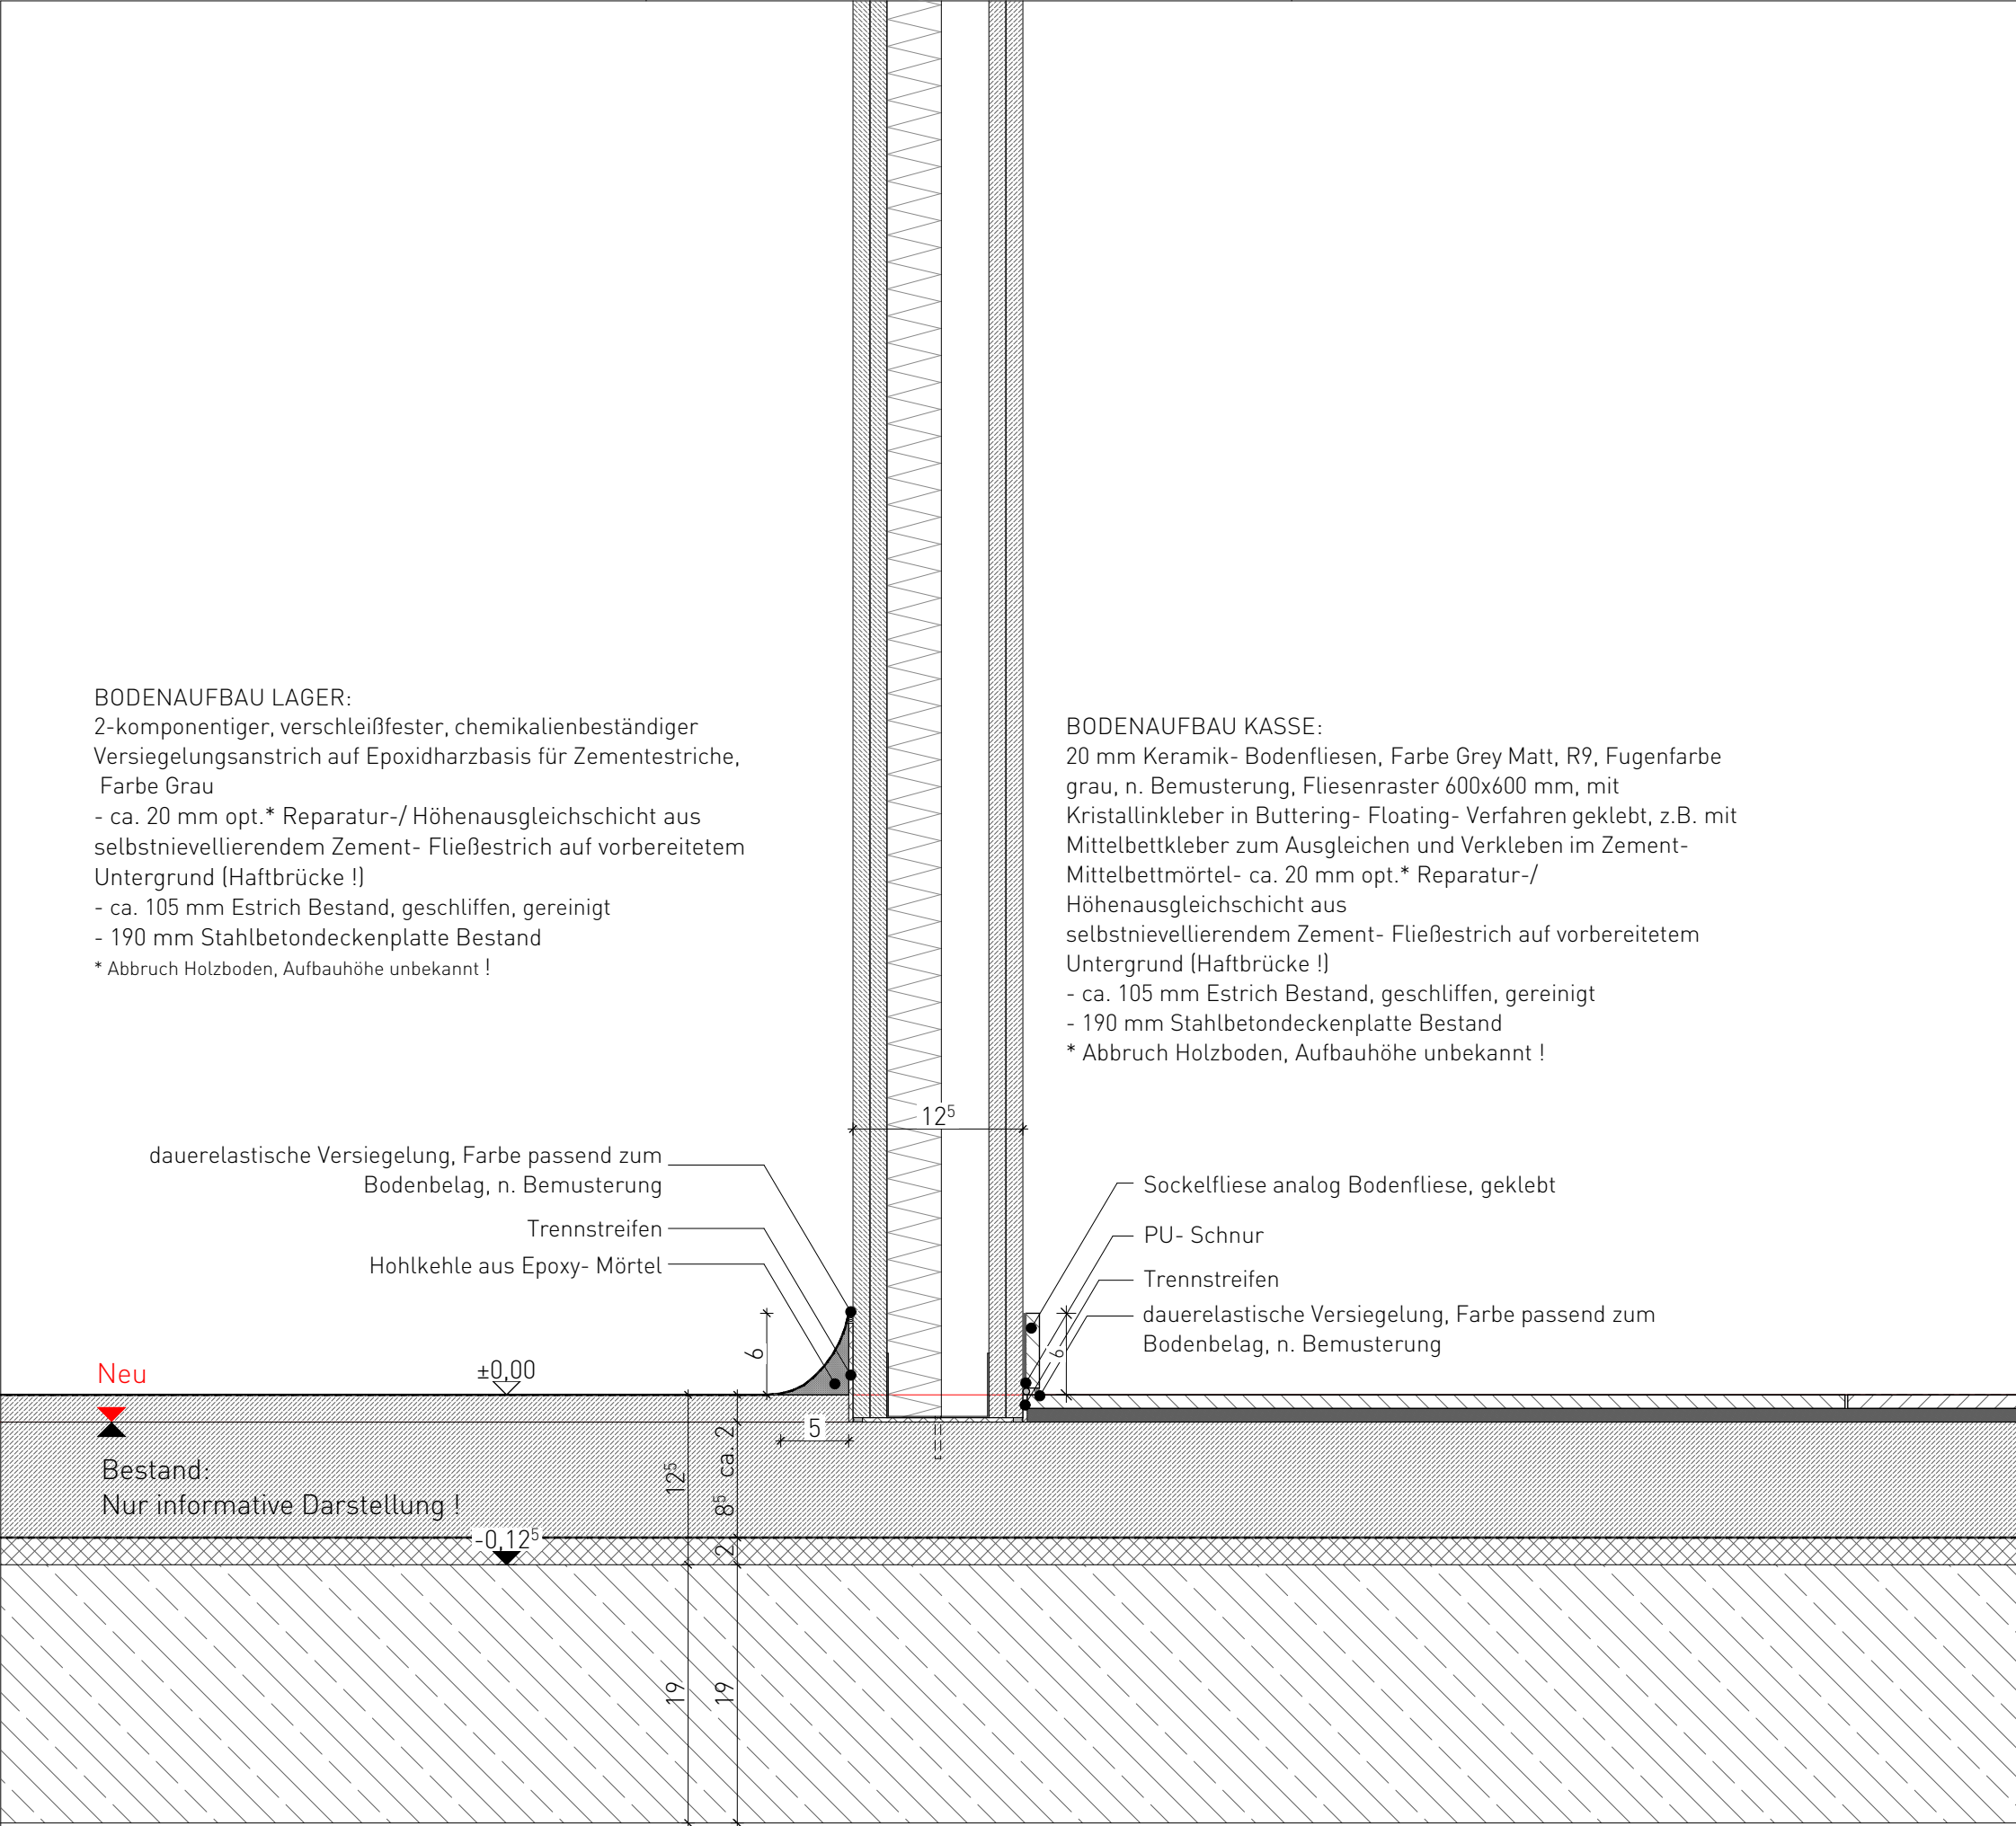 BODENAUFBAU LAGER:
2-komponentiger, verschleißfester, chemikalienbeständiger
Versiegelungsanstrich auf Epoxidharzbasis für Zementestriche,
Farbe Grau
- ca. 20 mm opt.* Reparatur-/ Höhenausgleichschicht aus
selbstnievellierendem Zement- Fließestrich auf vorbereitetem
Untergrund (Haftbrücke !)
- ca. 105 mm Estrich Bestand, geschliffen, gereinigt
- 190 mm Stahlbetondeckenplatte Bestand
* Abbruch Holzboden, Aufbauhöhe unbekannt !
BODENAUFBAU KASSE:
20 mm Keramik- Bodenfliesen, Farbe Grey Matt, R9, Fugenfarbe
grau, n. Bemusterung, Fliesenraster 600x600 mm, mit
Kristallinkleber in Buttering- Floating- Verfahren geklebt, z.B. mit
Mittelbettkleber zum Ausgleichen und Verkleben im Zement-
Mittelbettmörtel- ca. 20 mm opt.* Reparatur-/
Höhenausgleichschicht aus
selbstnievellierendem Zement- Fließestrich auf vorbereitetem
Untergrund (Haftbrücke !)
- ca. 105 mm Estrich Bestand, geschliffen, gereinigt
- 190 mm Stahlbetondeckenplatte Bestand
* Abbruch Holzboden, Aufbauhöhe unbekannt !
12⁵
dauerelastische Versiegelung, Farbe passend zum
Bodenbelag, n. Bemusterung
Trennstreifen
Hohlkehle aus Epoxy- Mörtel
Sockelfliese analog Bodenfliese, geklebt
PU- Schnur
Trennstreifen
dauerelastische Versiegelung, Farbe passend zum
Bodenbelag, n. Bemusterung
6
6
Neu
±0,00
5
ca. 2
12⁵
8⁵
2
Bestand:
Nur informative Darstellung !
-0,12⁵
19
19